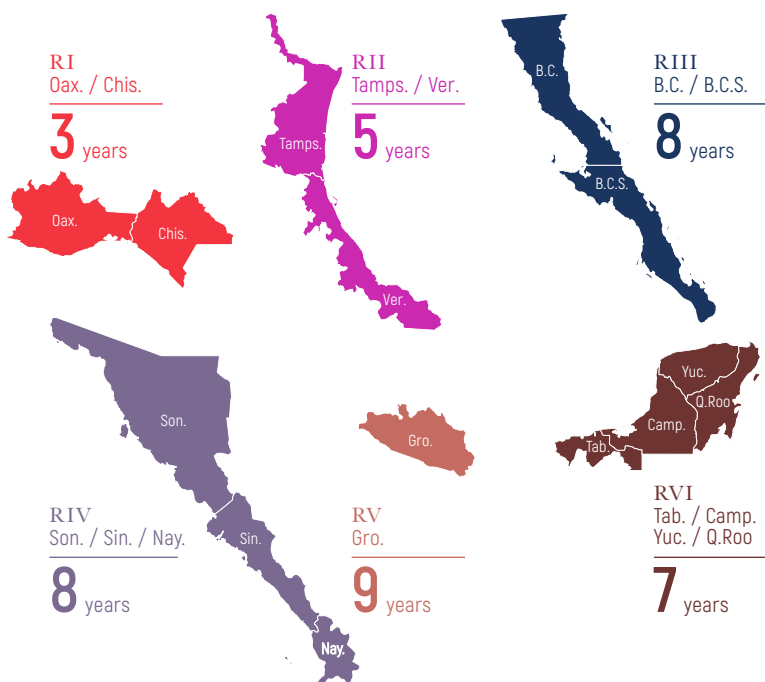 RI
Oax. / Chis.
3 years
Oax.
Chis.
RII
Tamps. / Ver.
5 years
Tamps.
Ver.
RIII
B.C. / B.C.S.
8 years
B.C.
B.C.S.
RIV
Son. / Sin. / Nay.
8 years
Son.
Sin.
Nay.
RV
Gro.
9 years
Gro.
RVI
Tab. / Camp.
Yuc. / Q.Roo
7 years
Yuc.
Q.Roo
Camp.
Tab.